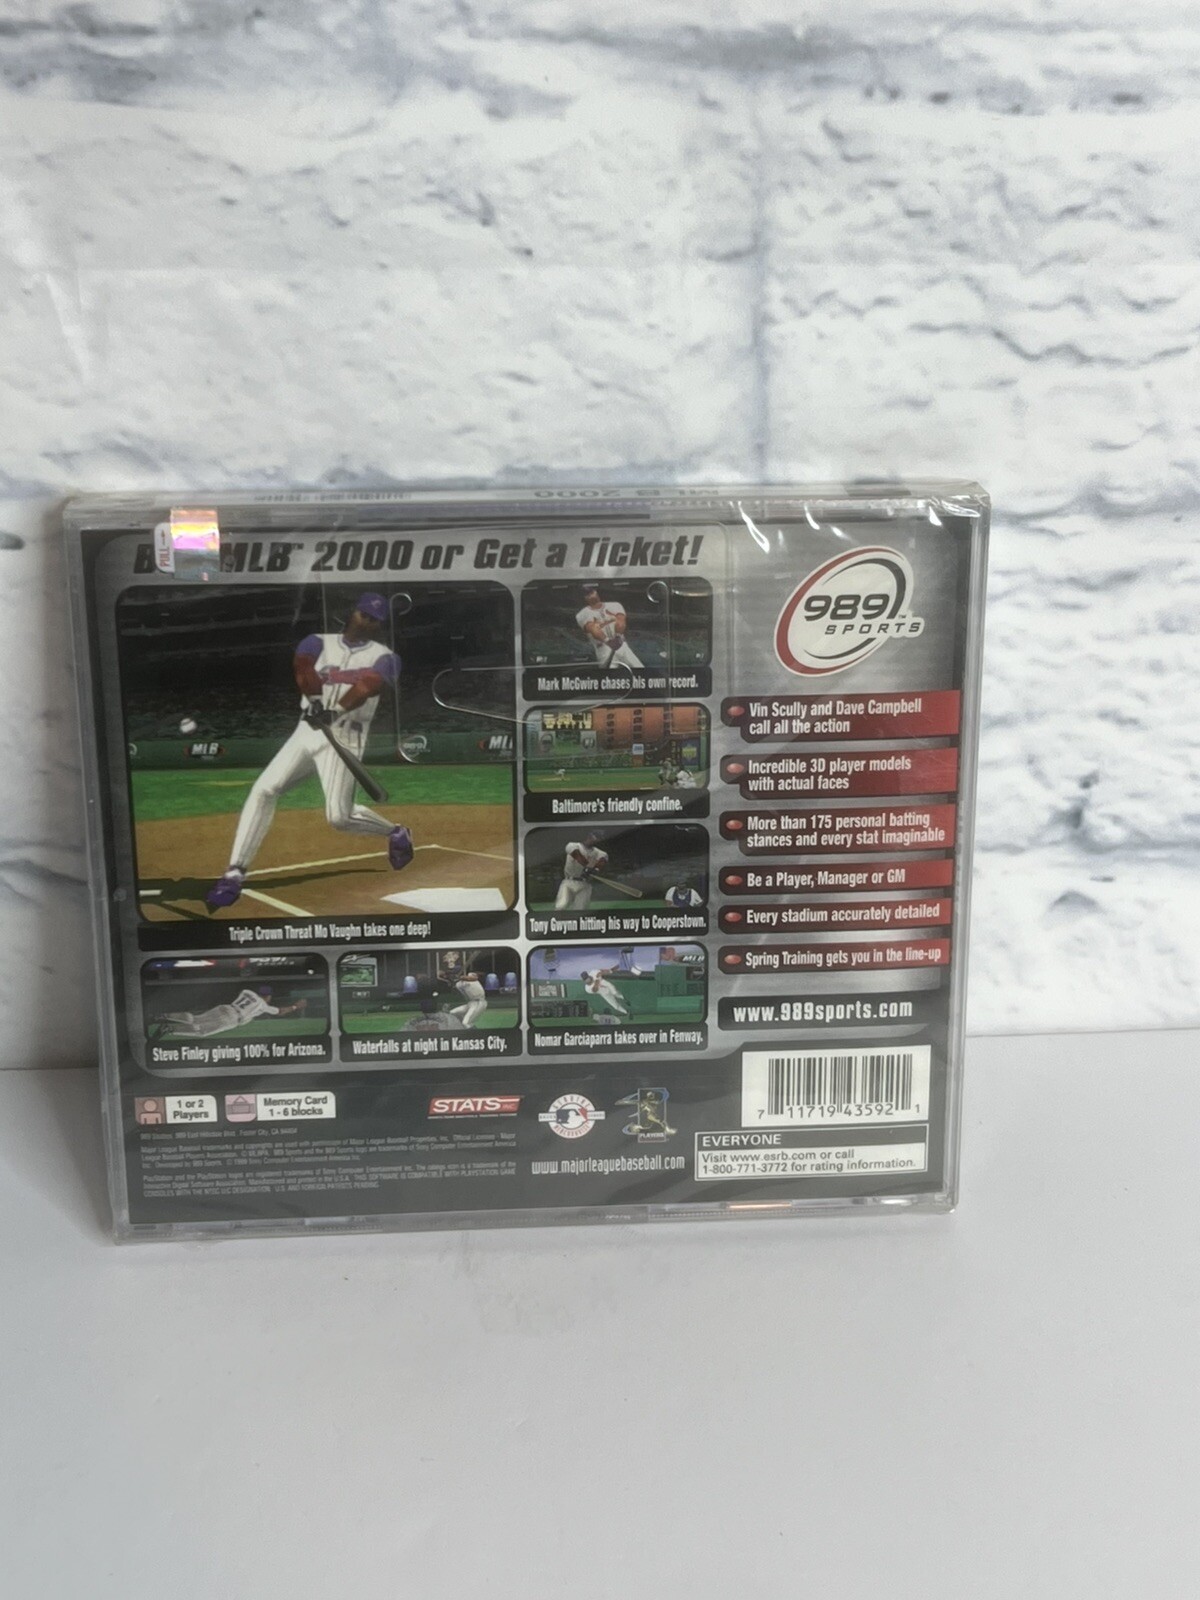 MLB 2000
PULL
B MLB™ 2000 or Get a Ticket!
989™
SPORTS
MLB
Mark McGwire chases his own record.
Vin Scully and Dave Campbell
call all the action
Baltimore's friendly confine.
Incredible 3D player models
with actual faces
More than 175 personal batting
stances and every stat imaginable
Be a Player, Manager or GM
Every stadium accurately detailed
Spring Training gets you in the line-up
Triple Crown Threat Mo Vaughn takes one deep!
Tony Gwynn hitting his way to Cooperstown.
Steve Finley giving 100% for Arizona.
Waterfalls at night in Kansas City.
Nomar Garciaparra takes over in Fenway.
www.989sports.com
1 or 2
Players
Memory Card
1 - 6 blocks
STATS INC
PLAYERS
7 11719 43592 1
EVERYONE
Visit www.esrb.com or call
1-800-771-3772 for rating information.
www.majorleaguebaseball.com